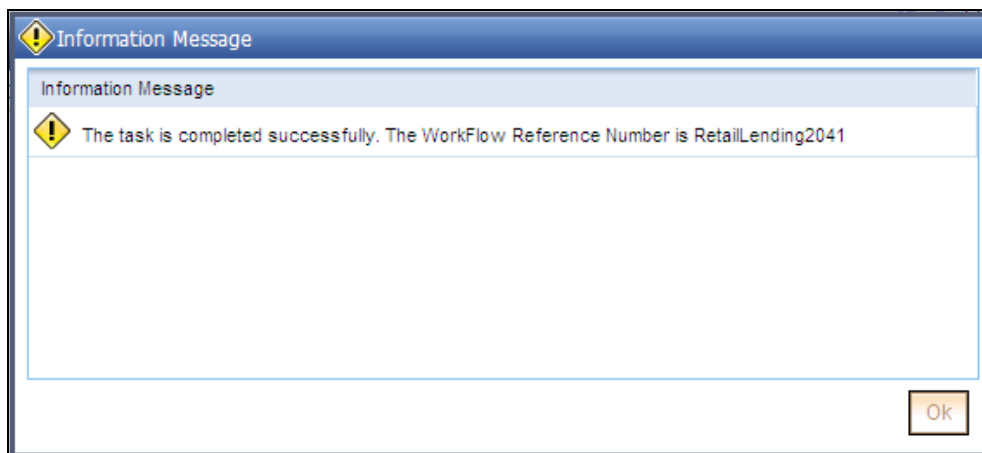 Information Message
Information Message
The task is completed successfully. The WorkFlow Reference Number is RetailLending2041
Ok